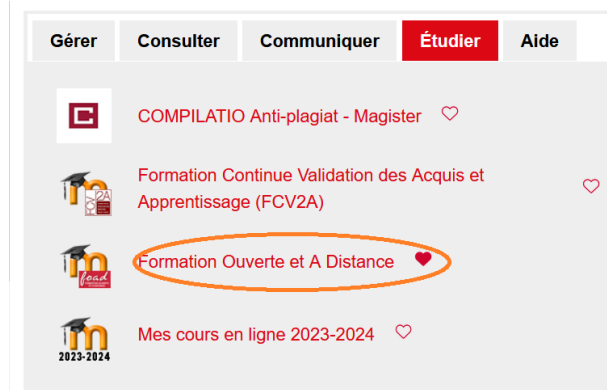 Gérer Consulter Communiquer Étudier Aide
C
COMPILATIO Anti-plagiat - Magister
Formation Continue Validation des Acquis et
Apprentissage (FCV2A)
Formation Ouverte et A Distance
foad
Mes cours en ligne 2023-2024
2023-2024